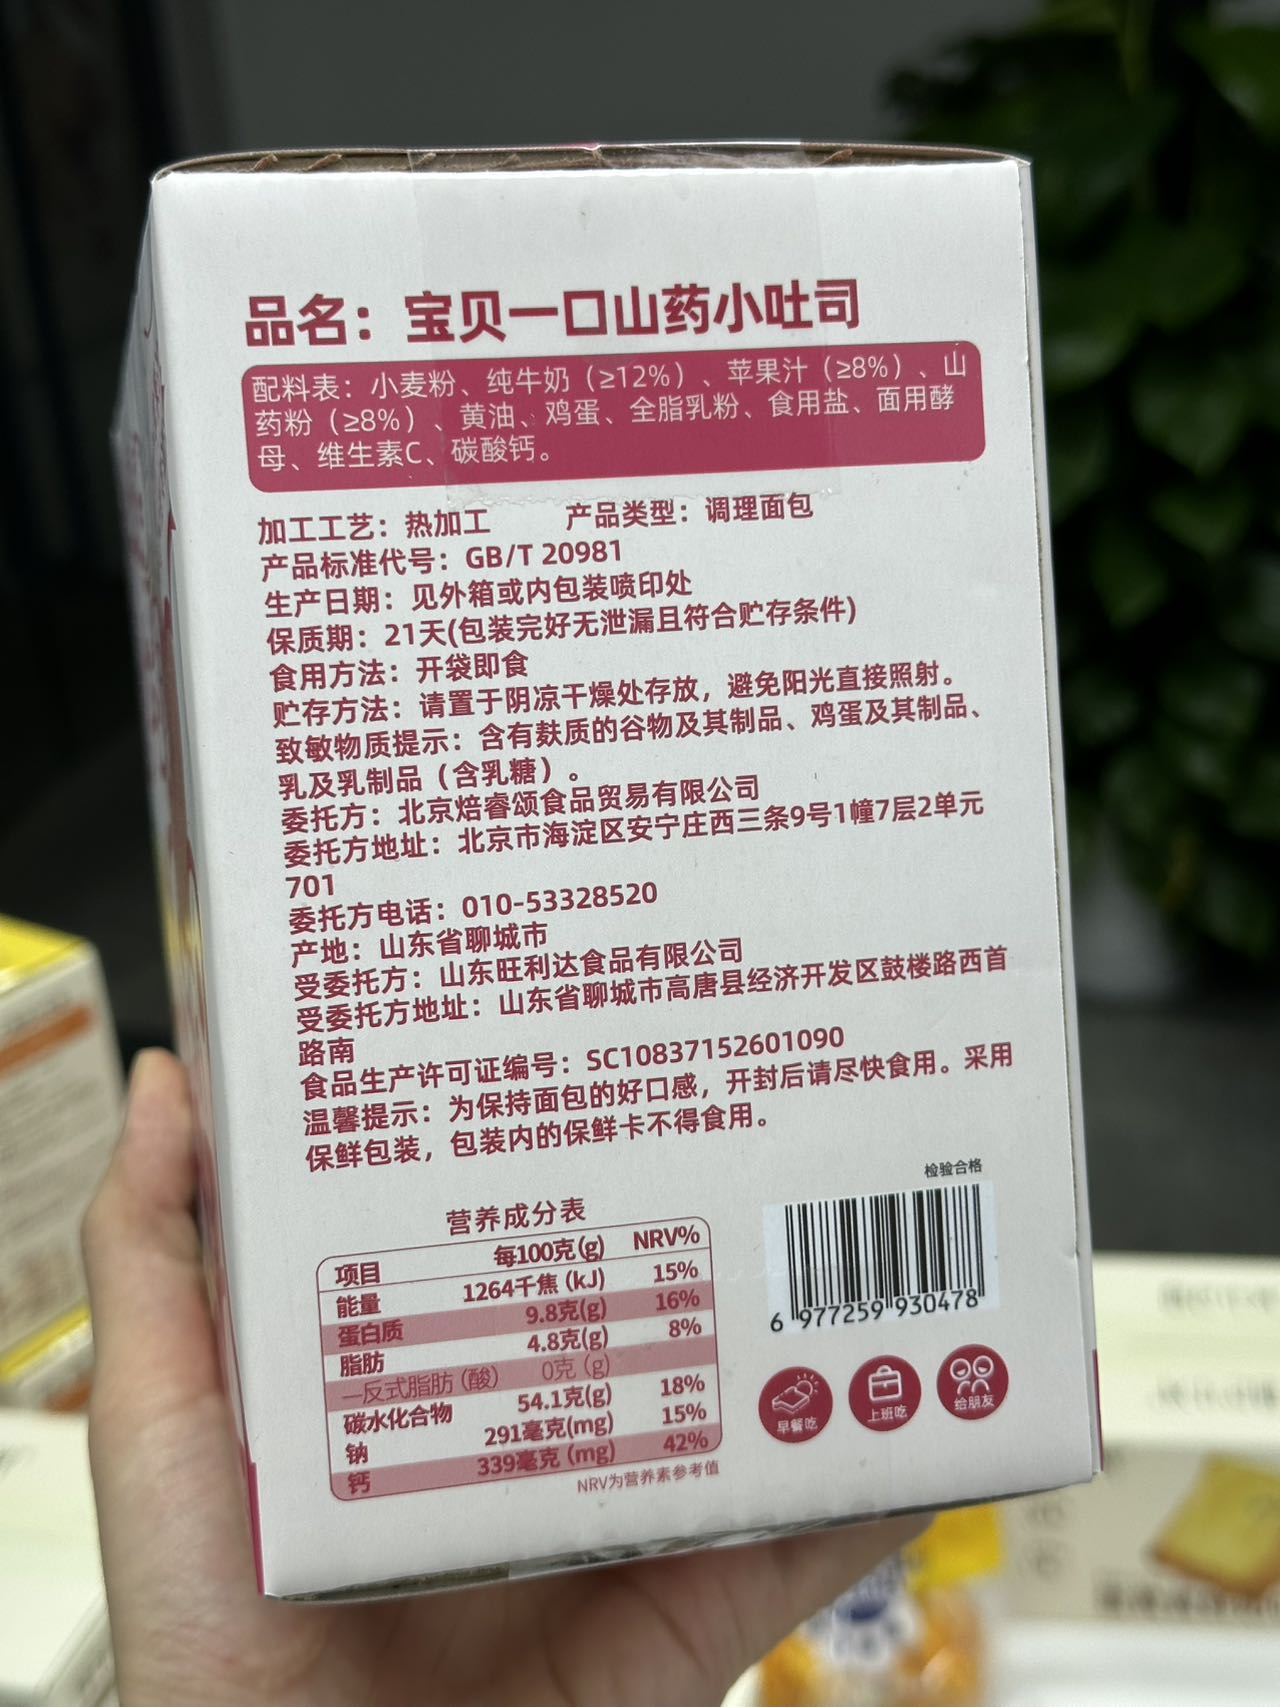 品名：宝贝一口山药小吐司
配料表：小麦粉、纯牛奶（≥12%）、苹果汁（≥8%）、山
药粉（≥8%）、黄油、鸡蛋、全脂乳粉、食用盐、面用酵
母、维生素C、碳酸钙。
加工工艺：热加工 产品类型：调理面包
产品标准代号：GB/T 20981
生产日期：见外箱或内包装喷印处
保质期：21天(包装完好无泄漏且符合贮存条件)
食用方法：开袋即食
贮存方法：请置于阴凉干燥处存放，避免阳光直接照射。
致敏物质提示：含有麸质的谷物及其制品、鸡蛋及其制品、
乳及乳制品（含乳糖）。
委托方：北京焙睿颂食品贸易有限公司
委托方地址：北京市海淀区安宁庄西三条9号1幢7层2单元
701
委托方电话：010-53328520
产地：山东省聊城市
受委托方：山东旺利达食品有限公司
受委托方地址：山东省聊城市高唐县经济开发区鼓楼路西首
路南
食品生产许可证编号：SC10837152601090
温馨提示：为保持面包的好口感，开封后请尽快食用。采用
保鲜包装，包装内的保鲜卡不得食用。
检验合格
6 977259 930478
营养成分表
项目 每100克(g) NRV%
能量 1264千焦 (kJ) 15%
蛋白质 9.8克(g) 16%
脂肪 4.8克(g) 8%
—反式脂肪（酸） 0克（g）
碳水化合物 54.1克(g) 18%
钠 291毫克(mg) 15%
钙 339毫克 (mg) 42%
NRV为营养素参考值
早餐吃
上班吃
给朋友